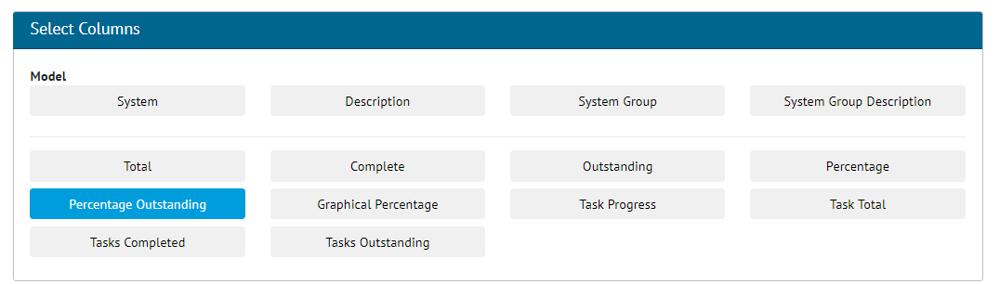 Select Columns
Model
System Description System Group System Group Description
Total Complete Outstanding Percentage
Percentage Outstanding Graphical Percentage Task Progress Task Total
Tasks Completed Tasks Outstanding